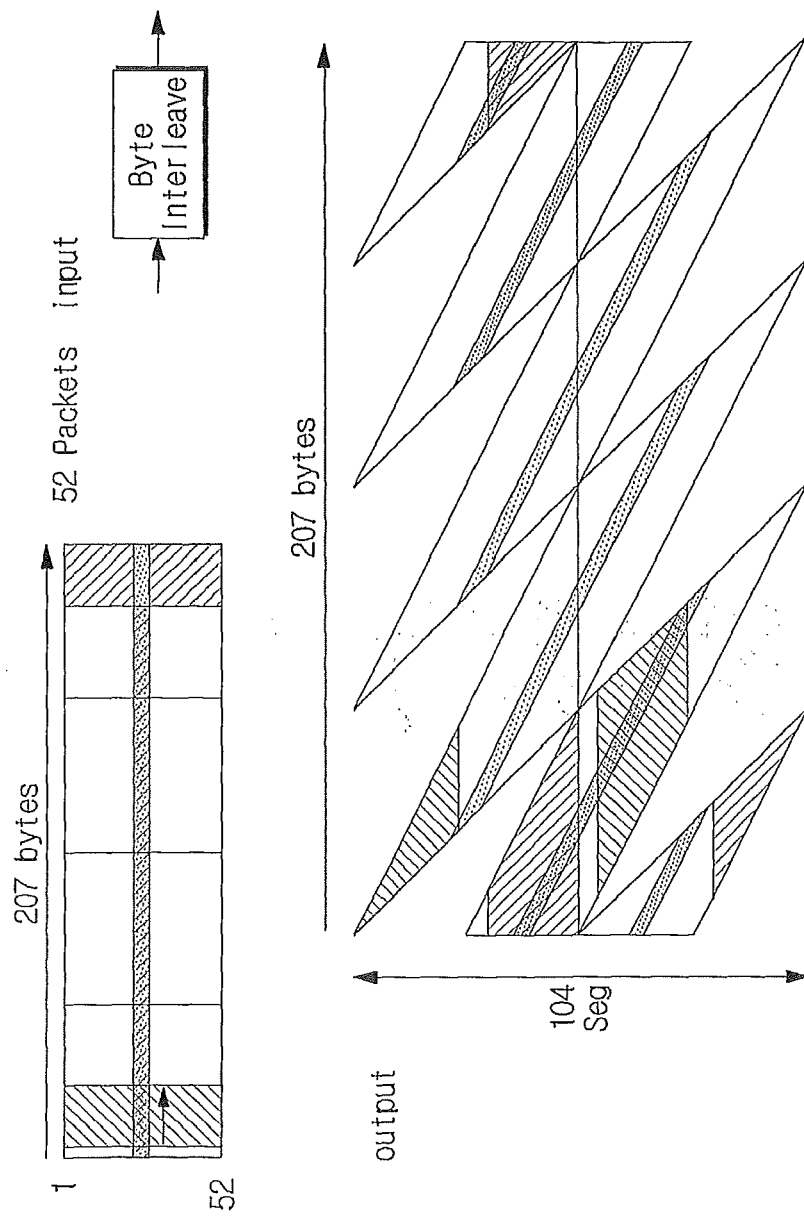 207 bytes
1
52
52 Packets input
Byte
Interleave
207 bytes
104
Seg
output